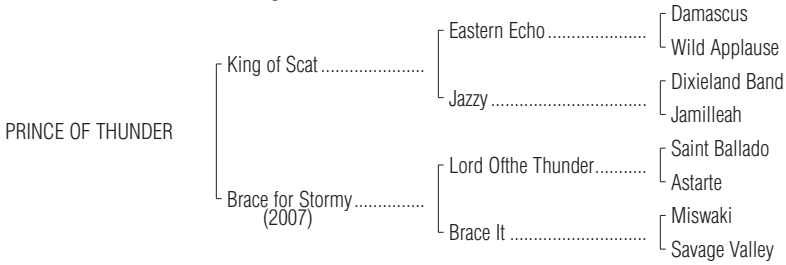 Damascus
Eastern Echo .....................
Wild Applause
King of Scat ......................
Dixieland Band
Jazzy .................................
Jamilleah
PRINCE OF THUNDER
Saint Ballado
Lord Ofthe Thunder...........
Astarte
Brace for Stormy ...............
(2007)
Miswaki
Brace It .............................
Savage Valley